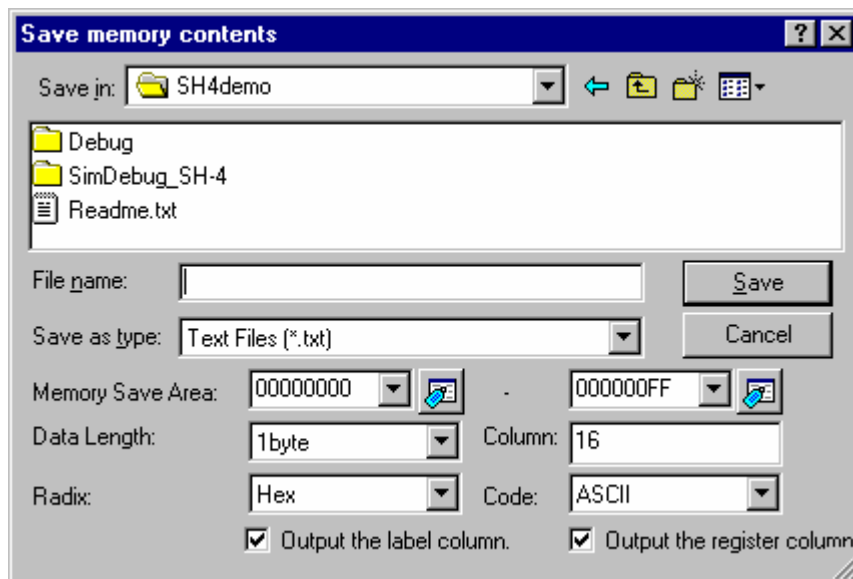 Save memory contents
Save in: SH4demo
Debug
SimDebug_SH-4
Readme.txt
File name: Save
Save as type: Text Files (*.txt) Cancel
Memory Save Area: 00000000 - 000000FF
Data Length: 1byte Column: 16
Radix: Hex Code: ASCII
Output the label column. Output the register column